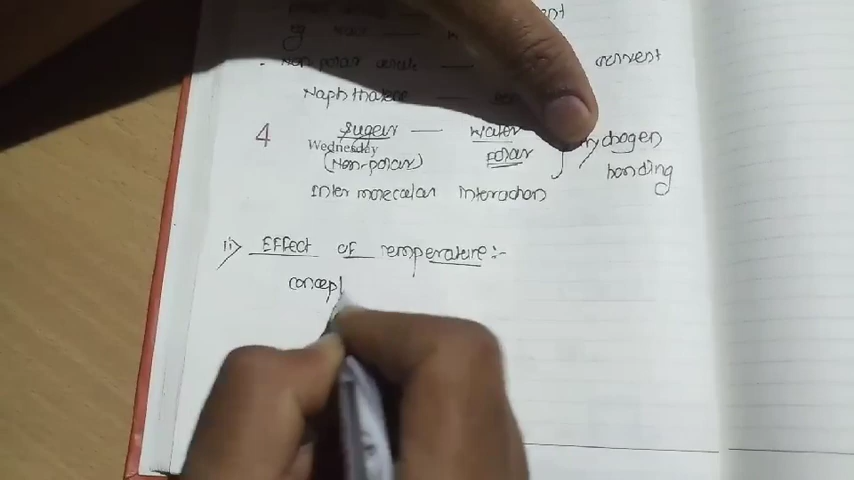 Non polar solute —
Naphthalene —
4 sugar — water
Wednesday
(Non-polar) polar
hydrogen bonding
Inter molecular interaction
ii) Effect of temperature :-
concep